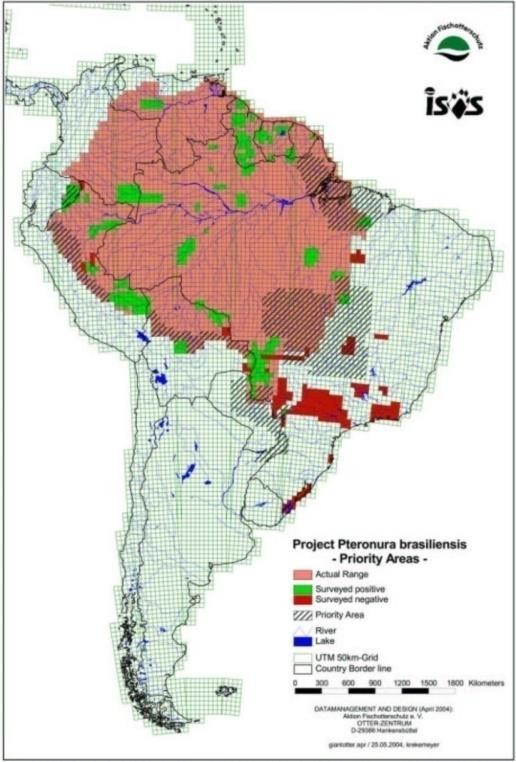 Aktion Fischotterschutz
isos
Project Pteronura brasiliensis
- Priority Areas -
Actual Range
Surveyed positive
Surveyed negative
Priority Area
River
Lake
UTM 50km-Grid
Country Border line
0 300 600 900 1200 1500 1800 Kilometers
DATAMANAGEMENT AND DESIGN (April 2004):
Aktion Fischotterschutz e. V.
OTTER-ZENTRUM
D-29386 Hankensbüttel
giantotter.apr / 25.05.2004, krekemeyer